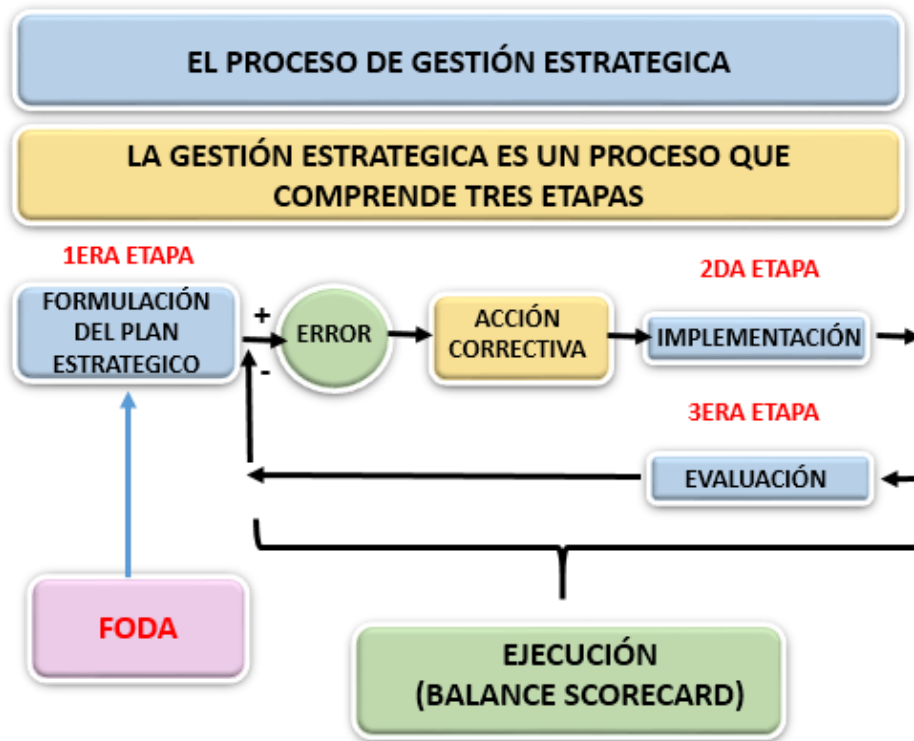 EL PROCESO DE GESTIÓN ESTRATEGICA
LA GESTIÓN ESTRATEGICA ES UN PROCESO QUE
COMPRENDE TRES ETAPAS
1ERA ETAPA
FORMULACIÓN
DEL PLAN
ESTRATEGICO
+
-
ERROR
ACCIÓN
CORRECTIVA
2DA ETAPA
IMPLEMENTACIÓN
3ERA ETAPA
EVALUACIÓN
FODA
EJECUCIÓN
(BALANCE SCORECARD)